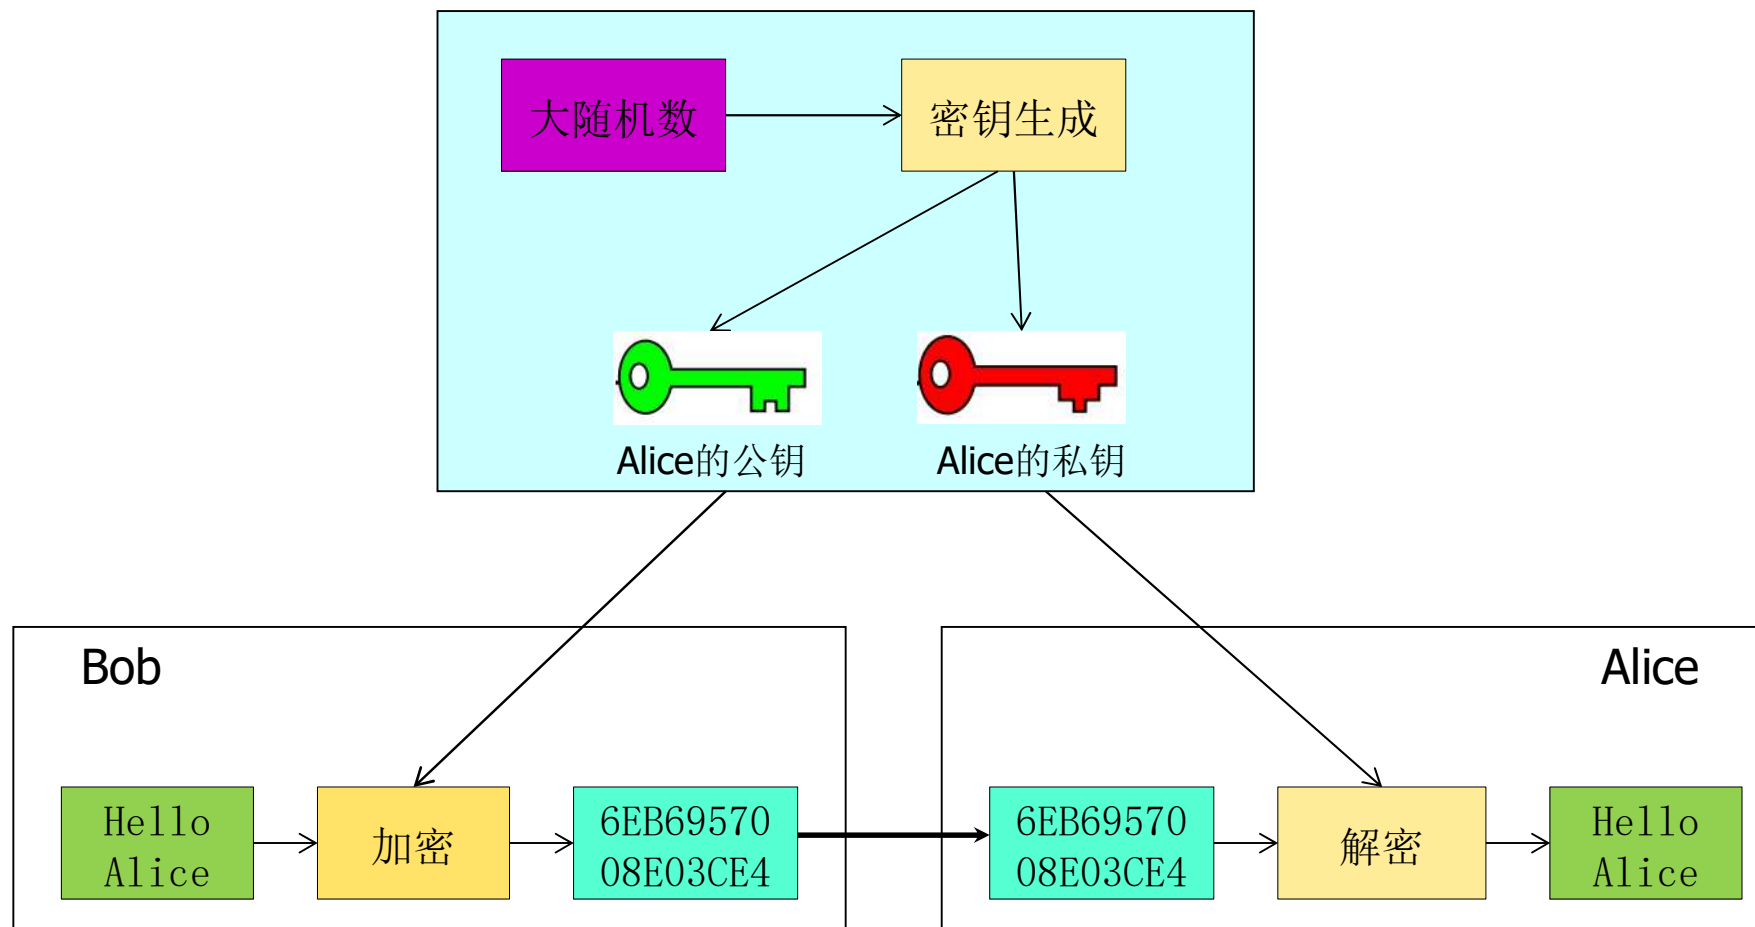 大随机数
密钥生成
Alice的公钥
Alice的私钥
Bob
Alice
Hello
Alice
加密
6EB69570
08E03CE4
6EB69570
08E03CE4
解密
Hello
Alice